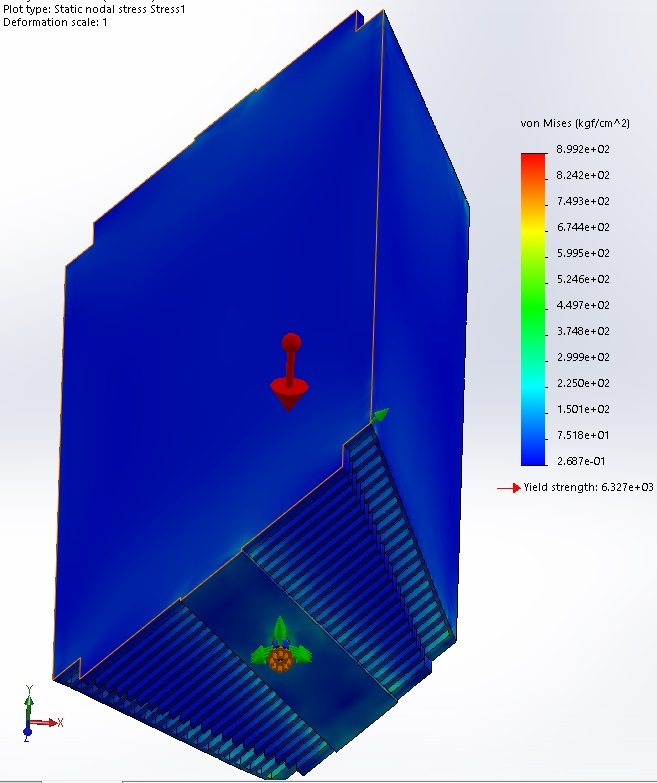 Plot type: Static nodal stress Stress1
Deformation scale: 1
von Mises (kgf/cm^2)
8.992e+02
8.242e+02
7.493e+02
6.744e+02
5.995e+02
5.246e+02
4.497e+02
3.748e+02
2.999e+02
2.250e+02
1.501e+02
7.518e+01
2.687e-01
Yield strength: 6.327e+03
Y
X
Z